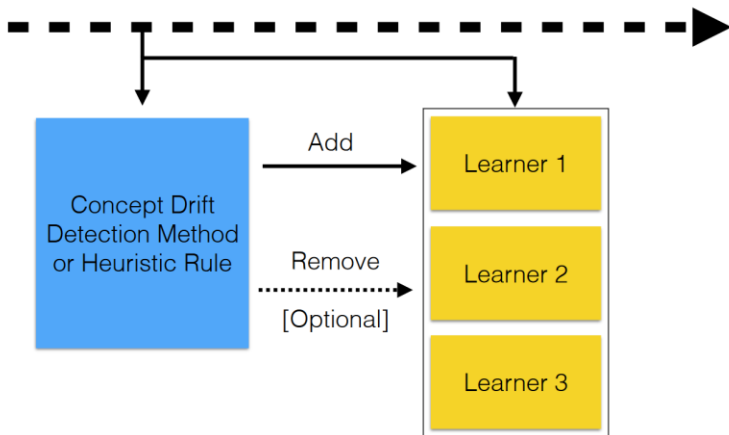 Concept Drift
Detection Method
or Heuristic Rule
Add
Remove
[Optional]
Learner 1
Learner 2
Learner 3